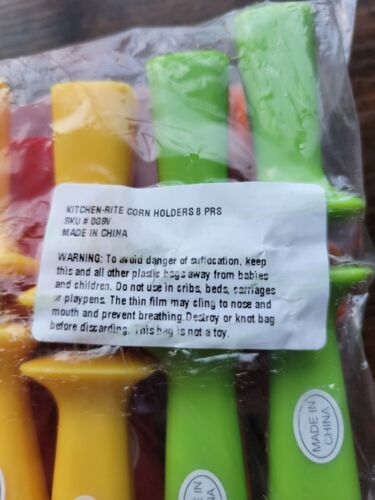 KITCHEN-RITE CORN HOLDERS 8 PRS
SKU # 009V
MADE IN CHINA
WARNING: To avoid danger of suffocation, keep
this and all other plastic bags away from babies
and children. Do not use in cribs, beds, carriages
or playpens. The thin film may cling to nose and
mouth and prevent breathing. Destroy or knot bag
before discarding. This bag is not a toy.
MADE IN
CHINA